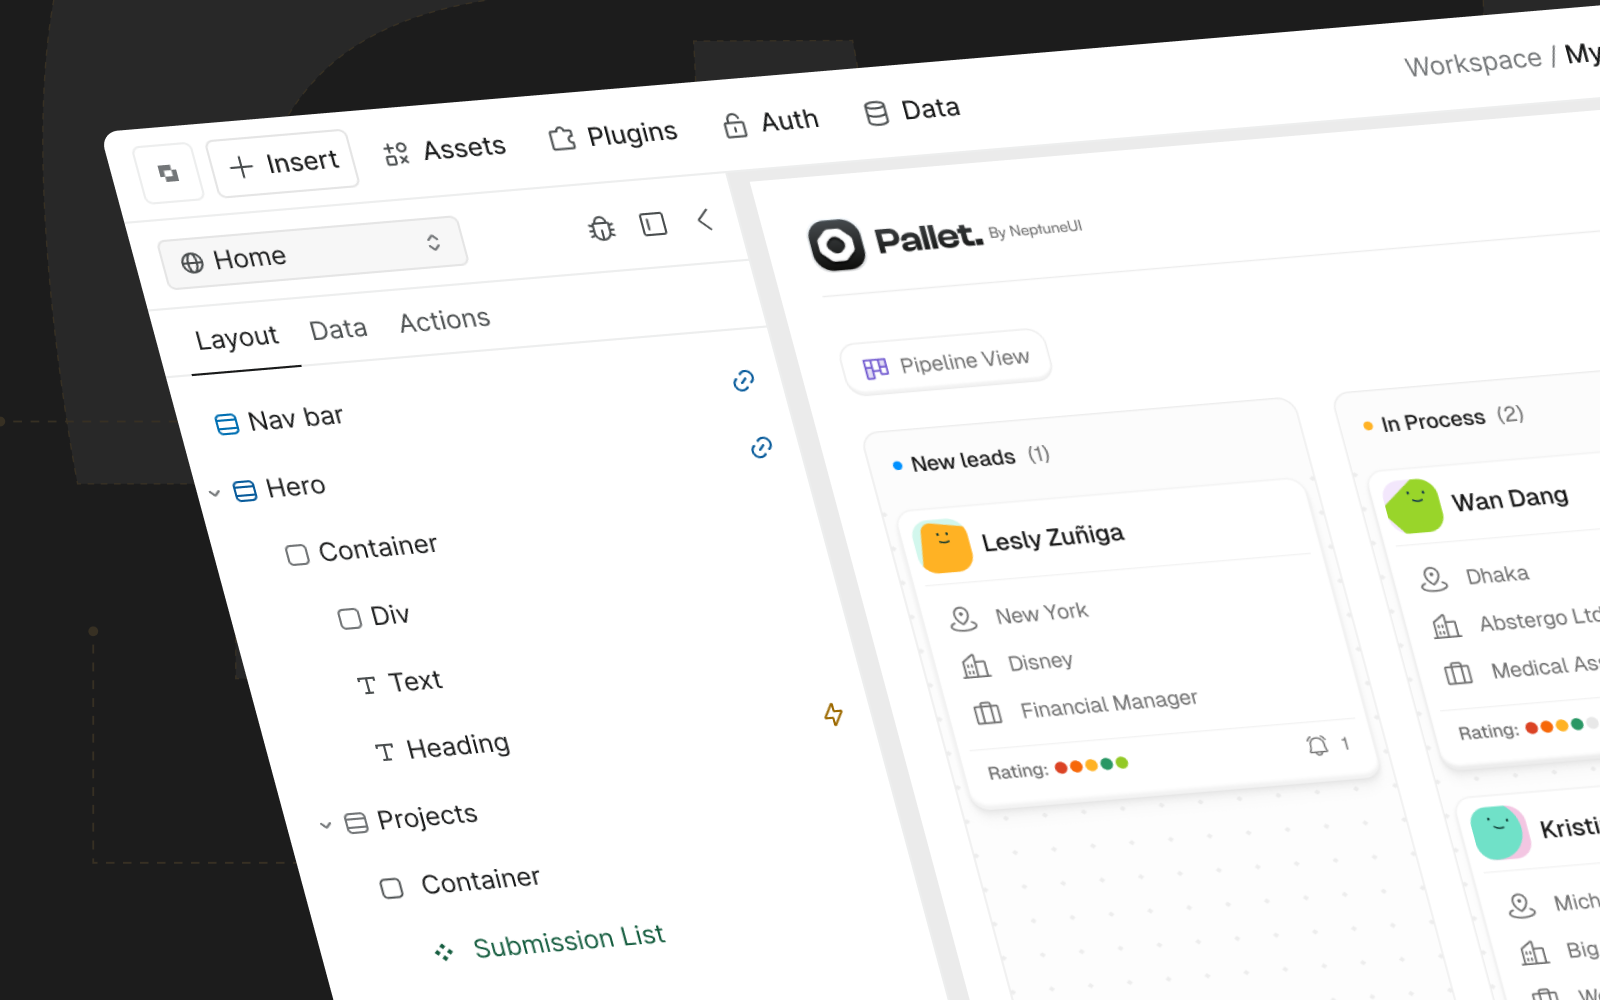 Insert
Assets
Plugins
Auth
Data
Workspace / My
Home
Layout
Data
Actions
Nav bar
Hero
Container
Div
Text
Heading
Projects
Container
Submission List
Pallet. By NeptuneUI
Pipeline View
New leads (1)
Lesly Zuñiga
New York
Disney
Financial Manager
Rating:
1
In Process (2)
Wan Dang
Dhaka
Abstergo Ltd
Medical Ass
Rating:
Kristi
Mich
Big